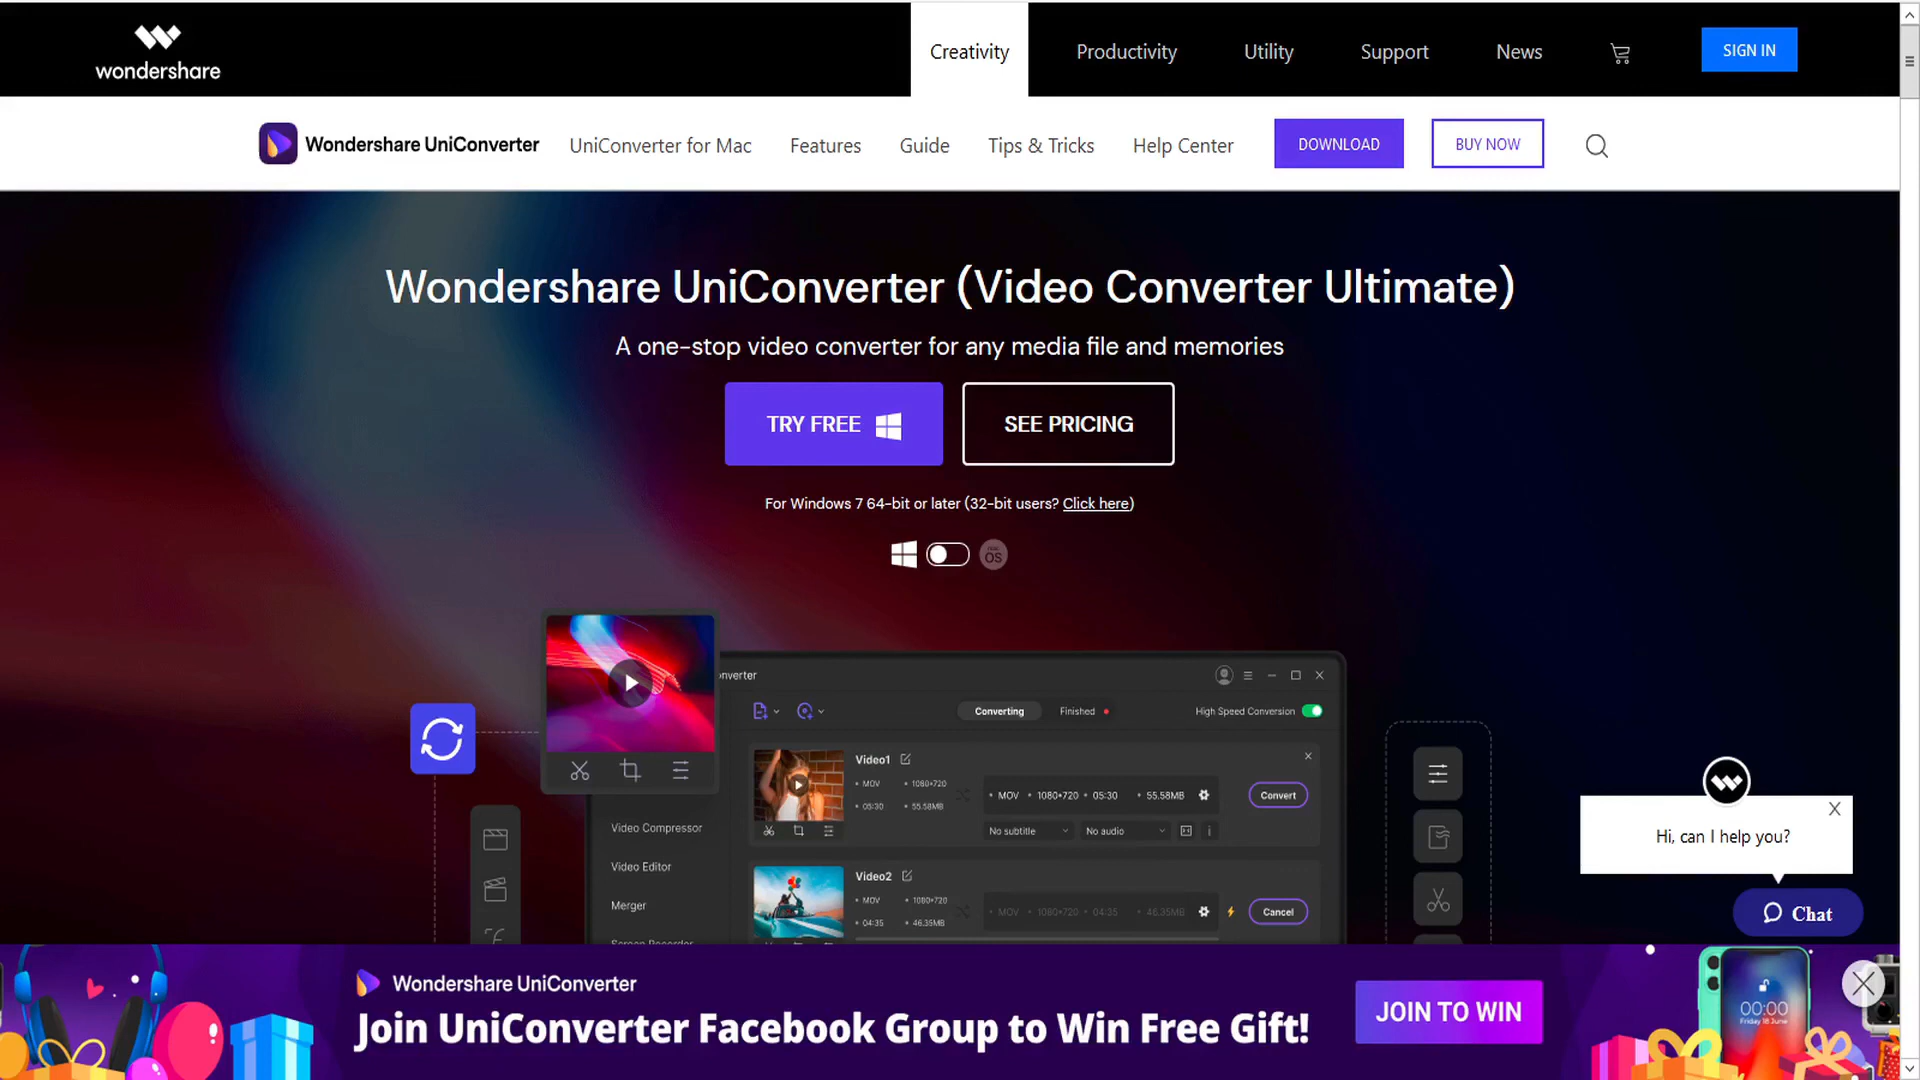 wondershare
Creativity
Productivity
Utility
Support
News
SIGN IN
Wondershare UniConverter
UniConverter for Mac
Features
Guide
Tips & Tricks
Help Center
DOWNLOAD
BUY NOW
Wondershare UniConverter (Video Converter Ultimate)
A one-stop video converter for any media file and memories
TRY FREE
SEE PRICING
For Windows 7 64-bit or later (32-bit users? Click here)
OS
nverter
Converting
Finished
High Speed Conversion
Video1
MOV
1080*720
05:30
55.58MB
MOV
1080*720
05:30
55.58MB
Convert
No subtitle
No audio
Video Compressor
Video Editor
Merger
Screen Recorder
Video2
MOV
1080*720
04:35
46.35MB
MOV
1080*720
04:35
46.35MB
Cancel
Hi, can I help you?
X
Chat
Wondershare UniConverter
Join UniConverter Facebook Group to Win Free Gift!
JOIN TO WIN
00:00
Friday 18 June